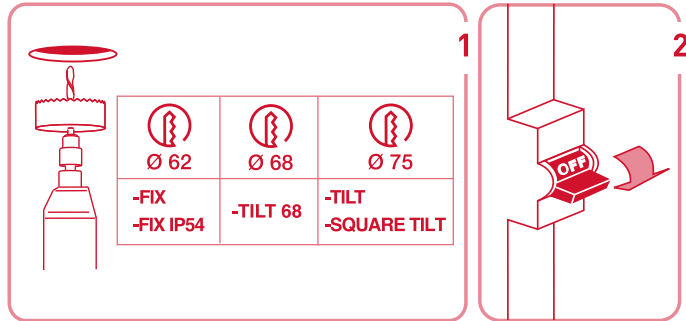 1
Ø 62
Ø 68
Ø 75
-FIX
-FIX IP54
-TILT 68
-TILT
-SQUARE TILT
2
OFF